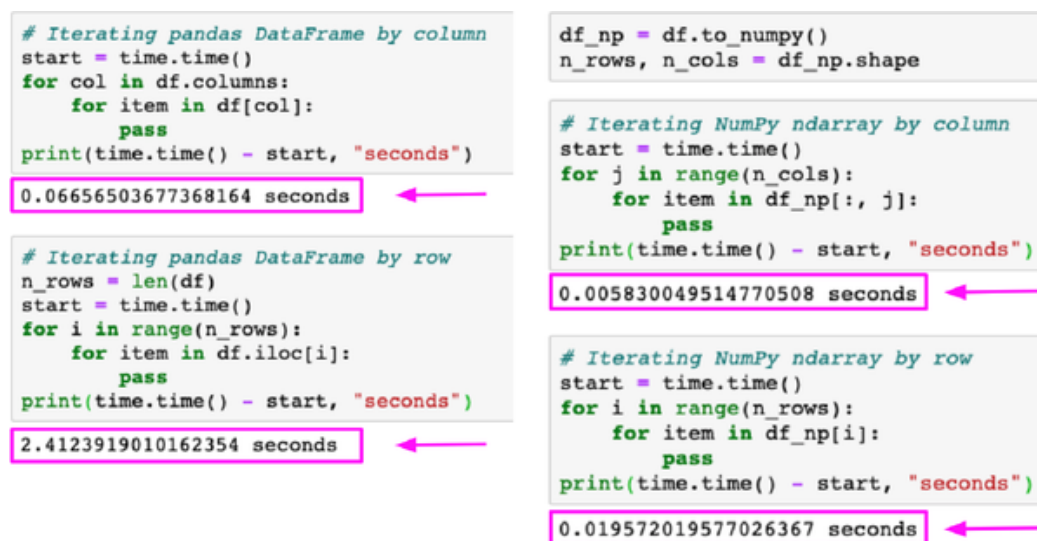 # Iterating pandas DataFrame by column
start = time.time()
for col in df.columns:
    for item in df[col]:
        pass
print(time.time() - start, "seconds")
0.06656503677368164 seconds
# Iterating pandas DataFrame by row
n_rows = len(df)
start = time.time()
for i in range(n_rows):
    for item in df.iloc[i]:
        pass
print(time.time() - start, "seconds")
2.4123919010162354 seconds
df_np = df.to_numpy()
n_rows, n_cols = df_np.shape
# Iterating NumPy ndarray by column
start = time.time()
for j in range(n_cols):
    for item in df_np[:, j]:
        pass
print(time.time() - start, "seconds")
0.005830049514770508 seconds
# Iterating NumPy ndarray by row
start = time.time()
for i in range(n_rows):
    for item in df_np[i]:
        pass
print(time.time() - start, "seconds")
0.019572019577026367 seconds